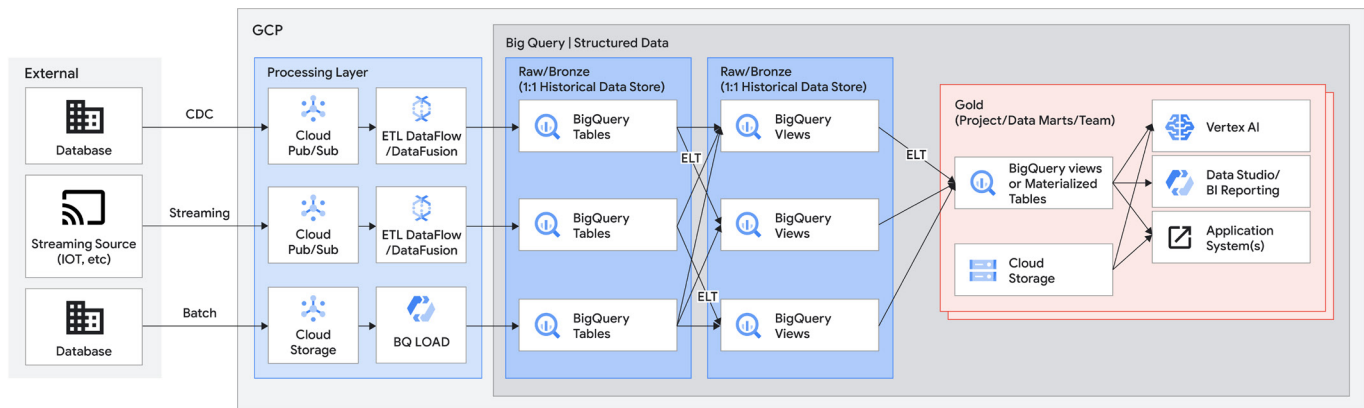 GCP
Big Query | Structured Data
External
Database
Streaming Source
(IOT, etc)
Database
CDC
Streaming
Batch
Processing Layer
Cloud
Pub/Sub
ETL DataFlow
/DataFusion
Cloud
Pub/Sub
ETL DataFlow
/DataFusion
Cloud
Storage
BQ LOAD
Raw/Bronze
(1:1 Historical Data Store)
BigQuery
Tables
BigQuery
Tables
BigQuery
Tables
ELT
ELT
Raw/Bronze
(1:1 Historical Data Store)
BigQuery
VIews
BigQuery
Views
BigQuery
Views
ELT
Gold
(Project/Data Marts/Team)
BigQuery views
or Materialized
Tables
Cloud
Storage
Vertex AI
Data Studio/
BI Reporting
Application
System(s)